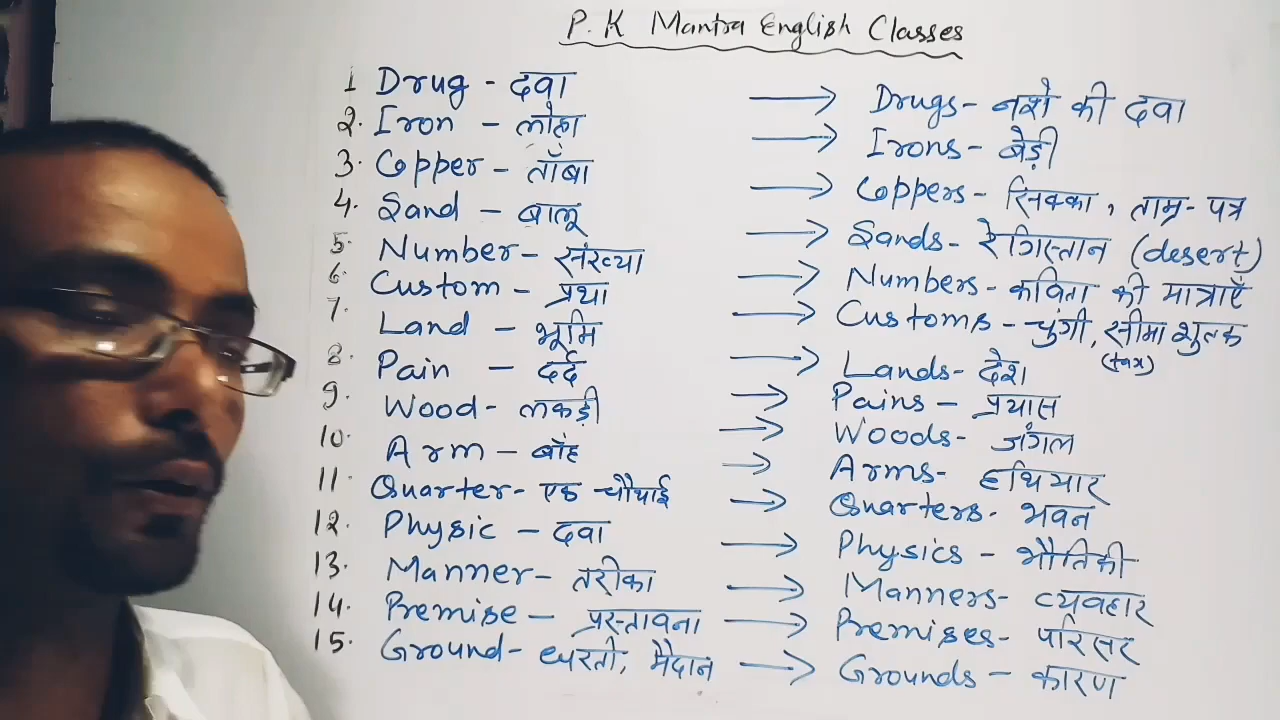 P. K Mantra English Classes
1 Drug - दवा → Drugs - नशे की दवा
2. Iron - लोहा → Irons - बेड़ी
3. Copper - ताँबा → Coppers - सिक्का, ताम्र-पत्र
4. Sand - बालू → Sands - रेगिस्तान (desert)
5. Number - संख्या → Numbers - कविता की मात्राएँ
6. Custom - प्रथा → Customs - चुंगी, सीमा शुल्क (tax)
7. Land - भूमि → Lands - देश
8. Pain - दर्द → Pains - प्रयास
9. Wood - लकड़ी → Woods - जंगल
10. Arm - बाँह → Arms - हथियार
11. Quarter - एक चौथाई → Quarters - भवन
12. Physic - दवा → Physics - भौतिकी
13. Manner - तरीका → Manners - व्यवहार
14. Premise - प्रस्तावना → Premises - परिसर
15. Ground - धरती, मैदान → Grounds - कारण